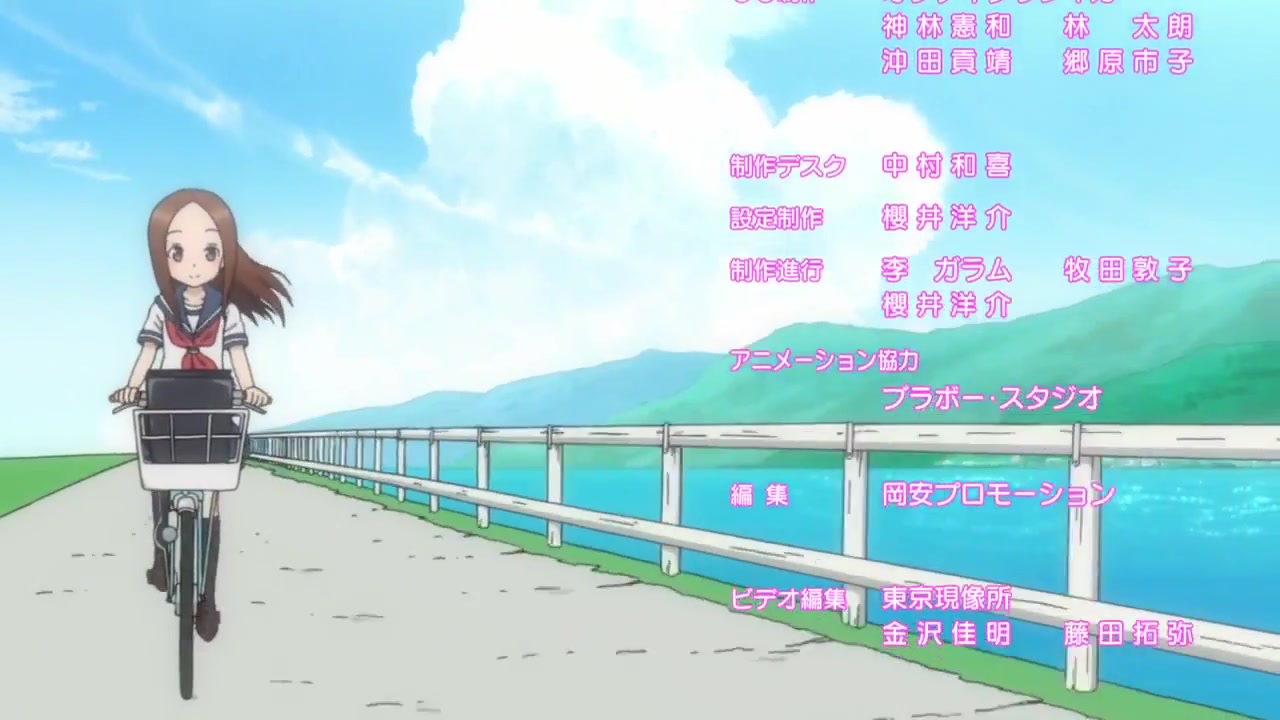 神林憲和 林 太朗
沖田貢靖 郷原市子
制作デスク 中村和喜
設定制作 櫻井洋介
制作進行 李 ガラム 牧田敦子
櫻井洋介
アニメーション協力
ブラボー・スタジオ
編集 岡安プロモーション
ビデオ編集 東京現像所
金沢佳明 藤田拓弥